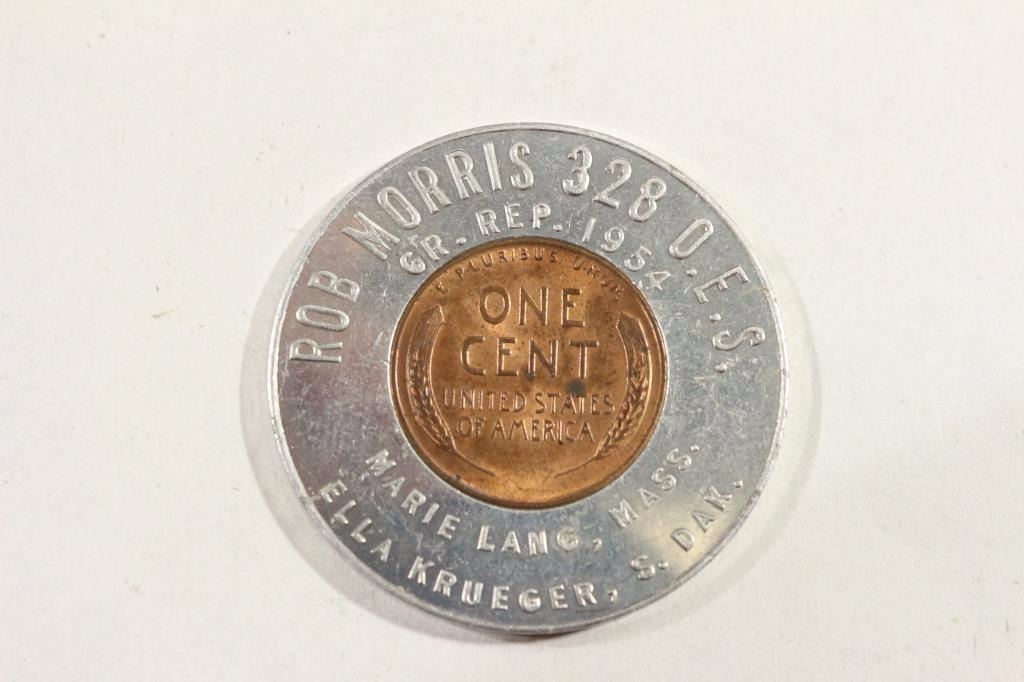 ROB MORRIS 328 O.E.S.
GR. REP. 1954
E PLURIBUS UNUM
ONE
CENT
UNITED STATES
OF AMERICA
MARIE LANG, MASS.
ELLA KRUEGER, S. DAK.